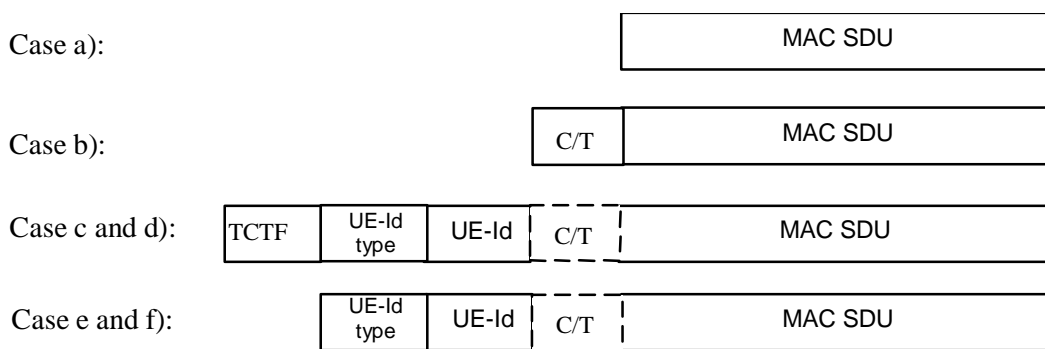 Case a): MAC SDU
Case b): C/T MAC SDU
Case c and d): TCTF UE-Id type UE-Id C/T MAC SDU
Case e and f): UE-Id type UE-Id C/T MAC SDU